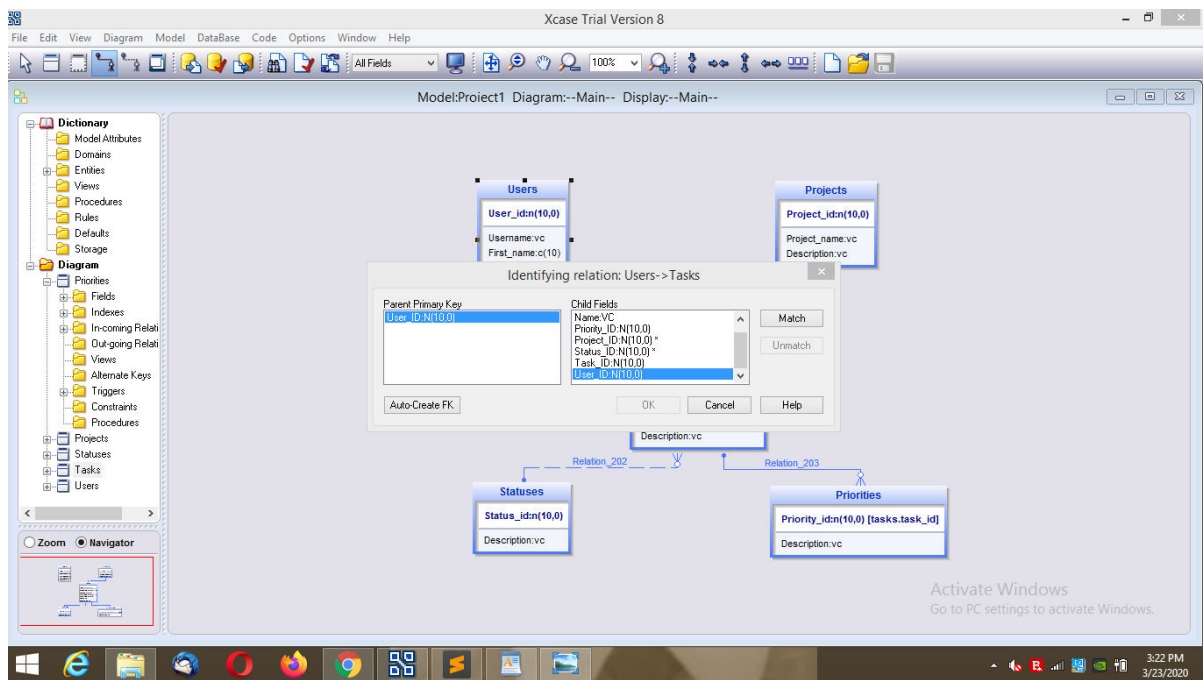 Xcase Trial Version 8
File Edit View Diagram Model DataBase Code Options Window Help
All Fields
100%
Model:Project1 Diagram:--Main-- Display:--Main--
Dictionary
Model Attributes
Domains
Entities
Views
Procedures
Rules
Defaults
Storage
Diagram
Priorities
Fields
Indexes
In-coming Relati
Out-going Relati
Views
Alternate Keys
Triggers
Constraints
Procedures
Projects
Statuses
Tasks
Users
Zoom Navigator
Users
User_id:n(10,0)
Username:vc
First_name:c(10)
Projects
Project_id:n(10,0)
Project_name:vc
Description:vc
Identifying relation: Users->Tasks
Parent Primary Key
User_ID:N(10,0)
Child Fields
Name:VC
Priority_ID:N(10,0)
Project_ID:N(10,0) *
Status_ID:N(10,0) *
Task_ID:N(10,0)
User_ID:N(10,0)
Match
Unmatch
Auto-Create FK
OK
Cancel
Help
Description:vc
Relation_202
Relation_203
Statuses
Status_id:n(10,0)
Description:vc
Priorities
Priority_id:n(10,0) [tasks.task_id]
Description:vc
Activate Windows
Go to PC settings to activate Windows.
3:22 PM
3/23/2020